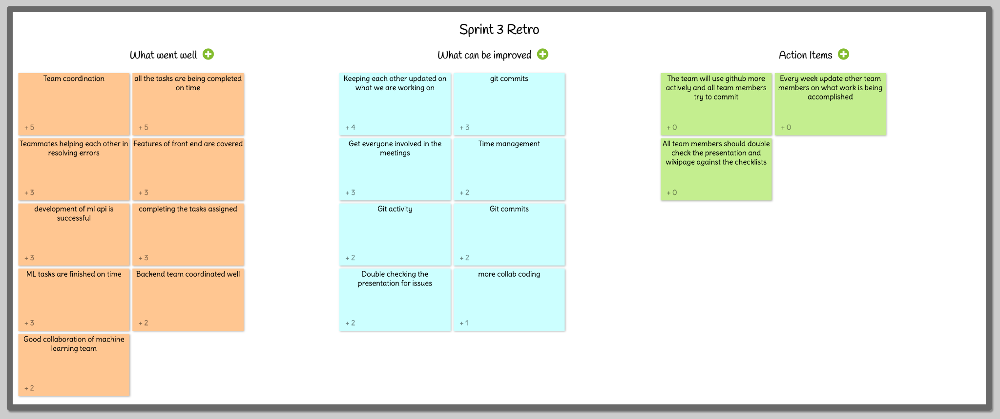 Sprint 3 Retro
What went well
Team coordination
+ 5
all the tasks are being completed
on time
+ 5
Teammates helping each other in
resolving errors
+ 3
Features of front end are covered
+ 3
development of ml api is
successful
+ 3
completing the tasks assigned
+ 3
ML tasks are finished on time
+ 3
Backend team coordinated well
+ 2
Good collaboration of machine
learning team
+ 2
What can be improved
Keeping each other updated on
what we are working on
+ 4
git commits
+ 3
Get everyone involved in the
meetings
+ 3
Time management
+ 2
Git activity
+ 2
Git commits
+ 2
Double checking the
presentation for issues
+ 2
more collab coding
+ 1
Action Items
The team will use github more
actively and all team members
try to commit
+ 0
Every week update other team
members on what work is being
accomplished
+ 0
All team members should double
check the presentation and
wikipage against the checklists
+ 0